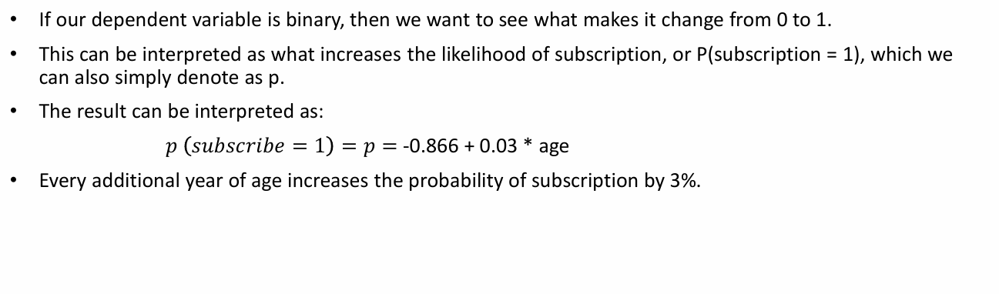 • If our dependent variable is binary, then we want to see what makes it change from 0 to 1.
• This can be interpreted as what increases the likelihood of subscription, or P(subscription = 1), which we
can also simply denote as p.
• The result can be interpreted as:
p (subscribe = 1) = p = -0.866 + 0.03 * age
• Every additional year of age increases the probability of subscription by 3%.